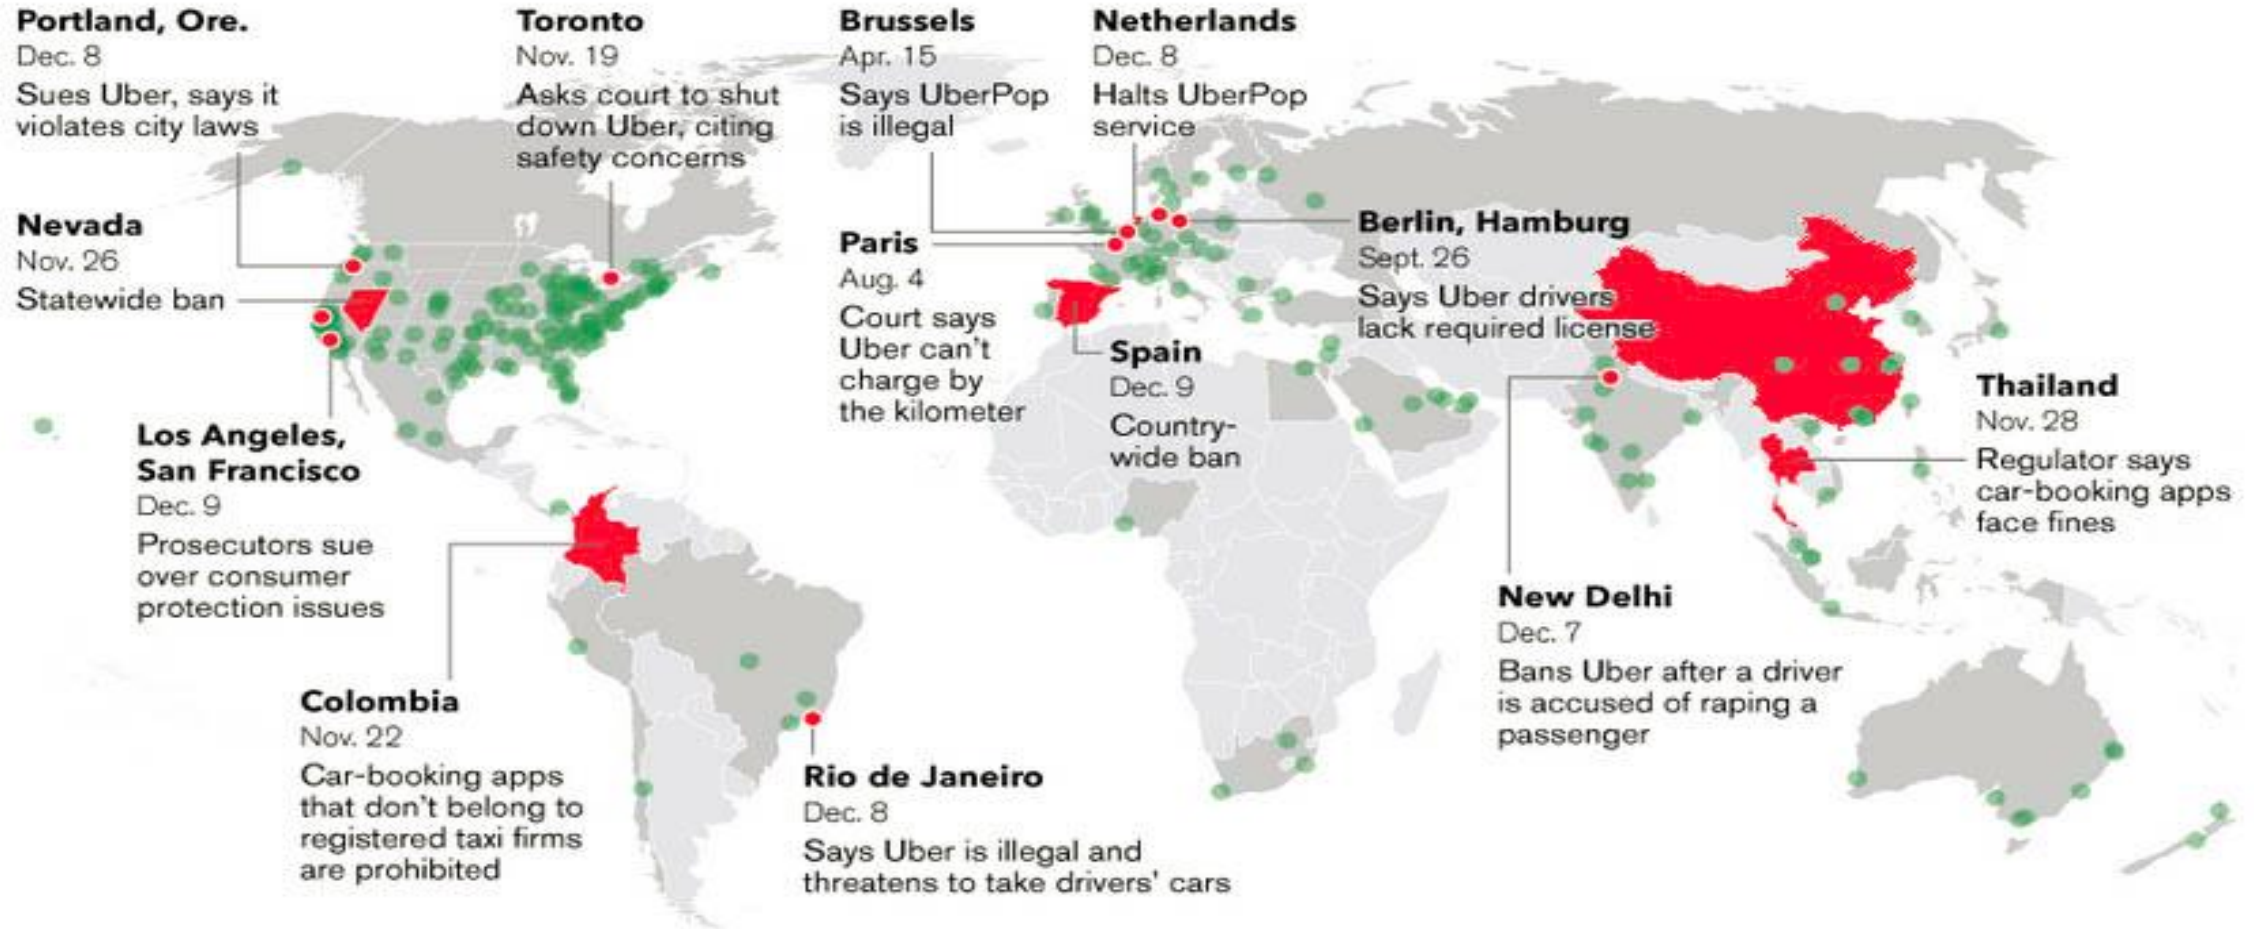 Portland, Ore.
Dec. 8
Sues Uber, says it
violates city laws
Toronto
Nov. 19
Asks court to shut
down Uber, citing
safety concerns
Brussels
Apr. 15
Says UberPop
is illegal
Netherlands
Dec. 8
Halts UberPop
service
Nevada
Nov. 26
Statewide ban
Paris
Aug. 4
Court says
Uber can't
charge by
the kilometer
Berlin, Hamburg
Sept. 26
Says Uber drivers
lack required license
Spain
Dec. 9
Country-
wide ban
Thailand
Nov. 28
Regulator says
car-booking apps
face fines
Los Angeles,
San Francisco
Dec. 9
Prosecutors sue
over consumer
protection issues
New Delhi
Dec. 7
Bans Uber after a driver
is accused of raping a
passenger
Colombia
Nov. 22
Car-booking apps
that don't belong to
registered taxi firms
are prohibited
Rio de Janeiro
Dec. 8
Says Uber is illegal and
threatens to take drivers' cars